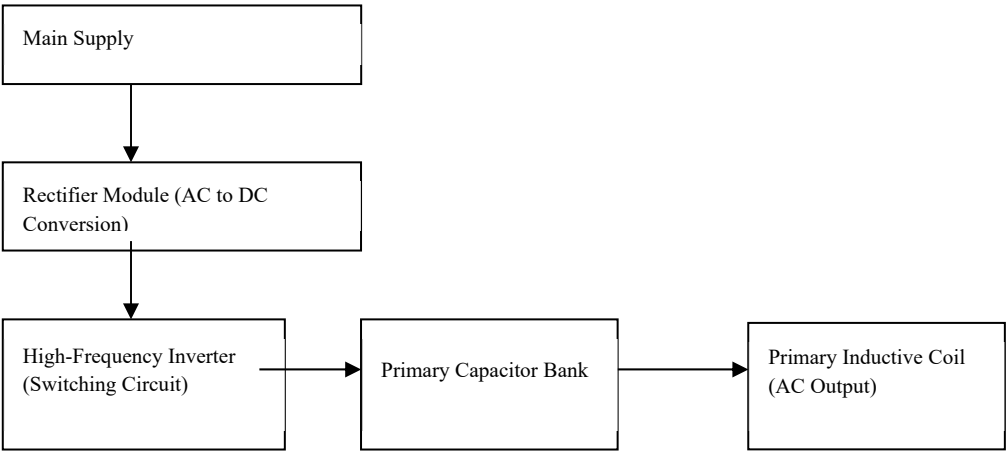 Main Supply
Rectifier Module (AC to DC
Conversion)
High-Frequency Inverter
(Switching Circuit)
Primary Capacitor Bank
Primary Inductive Coil
(AC Output)